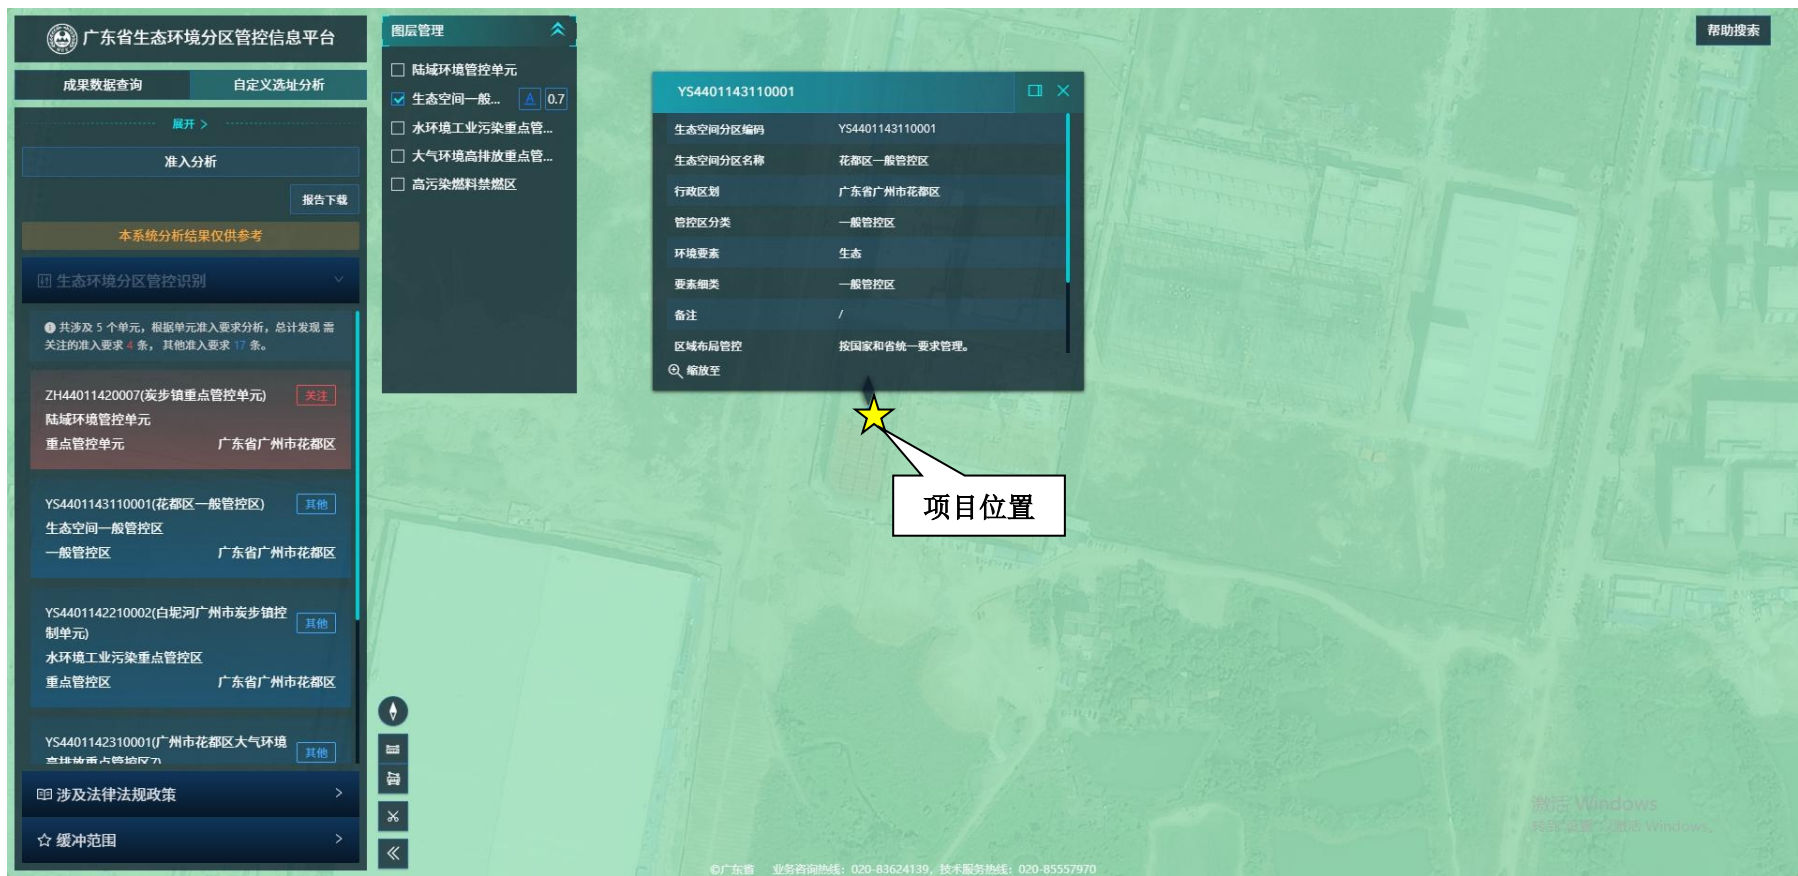 广东省生态环境分区管控信息平台
成果数据查询
自定义选址分析
展开 >
准入分析
报告下载
本系统分析结果仅供参考
生态环境分区管控识别
共涉及 5 个单元，根据单元准入要求分析，总计发现 需
关注的准入要求 4 条， 其他准入要求 17 条。
ZH44011420007(炭步镇重点管控单元)
关注
陆域环境管控单元
重点管控单元
广东省广州市花都区
YS4401143110001(花都区一般管控区)
其他
生态空间一般管控区
一般管控区
广东省广州市花都区
YS4401142210002(白坭河广州市炭步镇控
制单元)
其他
水环境工业污染重点管控区
重点管控区
广东省广州市花都区
YS4401142310001(广州市花都区大气环境
高排放重点管控区7)
其他
涉及法律法规政策
缓冲范围
图层管理
陆域环境管控单元
生态空间一般...
A
0.7
水环境工业污染重点管...
大气环境高排放重点管...
高污染燃料禁燃区
YS4401143110001
生态空间分区编码 YS4401143110001
生态空间分区名称 花都区一般管控区
行政区划 广东省广州市花都区
管控区分类 一般管控区
环境要素 生态
要素细类 一般管控区
备注 /
区域布局管控 按国家和省统一要求管理。
缩放至
项目位置
帮助搜索
激活 Windows
转到"设置"以激活 Windows。
©广东省 业务咨询热线：020-83624139，技术服务热线：020-85557970